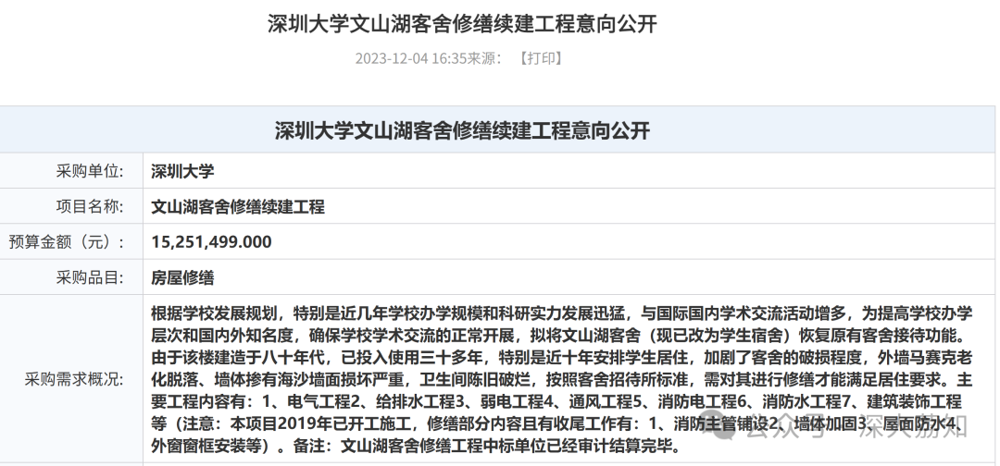 深圳大学文山湖客舍修缮续建工程意向公开
2023-12-04 16:35来源： 【打印】
深圳大学文山湖客舍修缮续建工程意向公开
采购单位: 深圳大学
项目名称: 文山湖客舍修缮续建工程
预算金额（元）: 15,251,499.000
采购品目: 房屋修缮
采购需求概况:
根据学校发展规划，特别是近几年学校办学规模和科研实力发展迅猛，与国际国内学术交流活动增多，为提高学校办学
层次和国内外知名度，确保学校学术交流的正常开展，拟将文山湖客舍（现已改为学生宿舍）恢复原有客舍接待功能。
由于该楼建造于八十年代，已投入使用三十多年，特别是近十年安排学生居住，加剧了客舍的破损程度，外墙马赛克老
化脱落、墙体掺有海沙墙面损坏严重，卫生间陈旧破烂，按照客舍招待所标准，需对其进行修缮才能满足居住要求。主
要工程内容有：1、电气工程2、给排水工程3、弱电工程4、通风工程5、消防电工程6、消防水工程7、建筑装饰工程
等（注意：本项目2019年已开工施工，修缮部分内容且有收尾工作有：1、消防主管铺设2、墙体加固3、屋面防水4、
外窗窗框安装等）。备注：文山湖客舍修缮工程中标单位已经审计结算完毕。
公众号 · 深大荔知